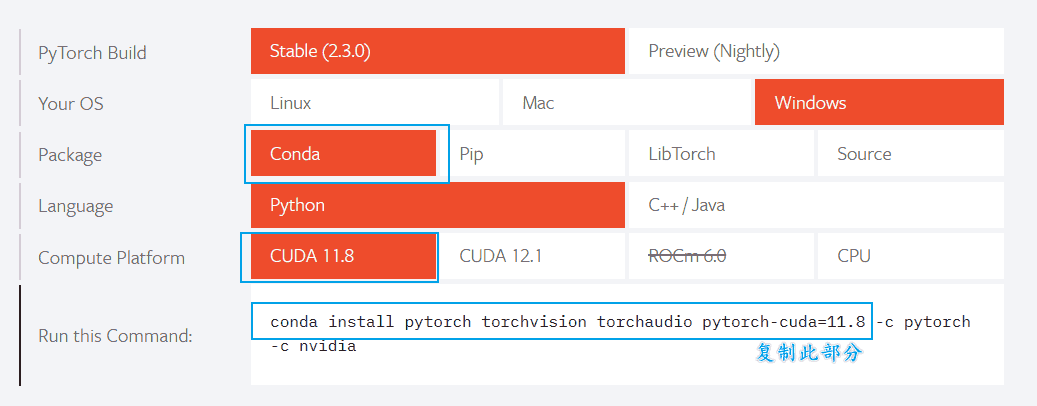 PyTorch Build Stable (2.3.0) Preview (Nightly)
Your OS Linux Mac Windows
Package Conda Pip LibTorch Source
Language Python C++ / Java
Compute Platform CUDA 11.8 CUDA 12.1 ROCm 6.0 CPU
Run this Command: conda install pytorch torchvision torchaudio pytorch-cuda=11.8 -c pytorch
-c nvidia
复制此部分